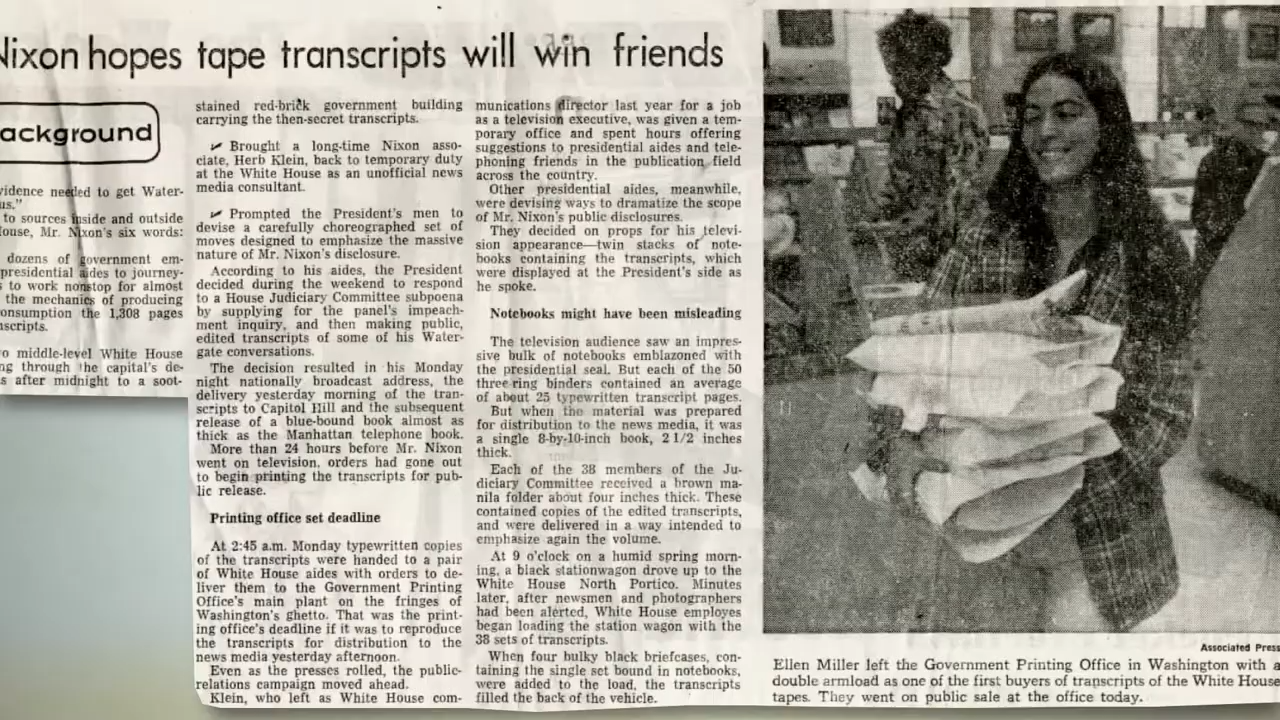 Nixon hopes tape transcripts will win friends
ackground
vidence needed to get Water-
us."
to sources inside and outside
House, Mr. Nixon's six words:
dozens of government em-
presidential aides to journey-
s to work nonstop for almost
the mechanics of producing
onsumption the 1,308 pages
nscripts.
o middle-level White House
ng through the capital's de-
s after midnight to a soot-
stained red-brick government building
carrying the then-secret transcripts.
✔ Brought a long-time Nixon asso-
ciate, Herb Klein, back to temporary duty
at the White House as an unofficial news
media consultant.
✔ Prompted the President's men to
devise a carefully choreographed set of
moves designed to emphasize the massive
nature of Mr. Nixon's disclosure.
According to his aides, the President
decided during the weekend to respond
to a House Judiciary Committee subpoena
by supplying for the panel's impeach-
ment inquiry, and then making public,
edited transcripts of some of his Water-
gate conversations.
The decision resulted in his Monday
night nationally broadcast address, the
delivery yesterday morning of the tran-
scripts to Capitol Hill and the subsequent
release of a blue-bound book almost as
thick as the Manhattan telephone book.
More than 24 hours before Mr. Nixon
went on television, orders had gone out
to begin printing the transcripts for pub-
lic release.
Printing office set deadline
At 2:45 a.m. Monday typewritten copies
of the transcripts were handed to a pair
of White House aides with orders to de-
liver them to the Government Printing
Office's main plant on the fringes of
Washington's ghetto. That was the print-
ing office's deadline if it was to reproduce
the transcripts for distribution to the
news media yesterday afternoon.
Even as the presses rolled, the public-
relations campaign moved ahead.
Klein, who left as White House com-
munications director last year for a job
as a television executive, was given a tem-
porary office and spent hours offering
suggestions to presidential aides and tele-
phoning friends in the publication field
across the country.
Other presidential aides, meanwhile,
were devising ways to dramatize the scope
of Mr. Nixon's public disclosures.
They decided on props for his televi-
sion appearance—twin stacks of note-
books containing the transcripts, which
were displayed at the President's side as
he spoke.
Notebooks might have been misleading
The television audience saw an impres-
sive bulk of notebooks emblazoned with
the presidential seal. But each of the 50
three-ring binders contained an average
of about 25 typewritten transcript pages.
But when the material was prepared
for distribution to the news media, it was
a single 8-by-10-inch book, 2 1/2 inches
thick.
Each of the 38 members of the Ju-
diciary Committee received a brown ma-
nila folder about four inches thick. These
contained copies of the edited transcripts,
and were delivered in a way intended to
emphasize again the volume.
At 9 o'clock on a humid spring morn-
ing, a black stationwagon drove up to the
White House North Portico. Minutes
later, after newsmen and photographers
had been alerted, White House employes
began loading the station wagon with the
38 sets of transcripts.
When four bulky black briefcases, con-
taining the single set bound in notebooks,
were added to the load, the transcripts
filled the back of the vehicle.
Associated Press
Ellen Miller left the Government Printing Office in Washington with a
double armload as one of the first buyers of transcripts of the White House
tapes. They went on public sale at the office today.